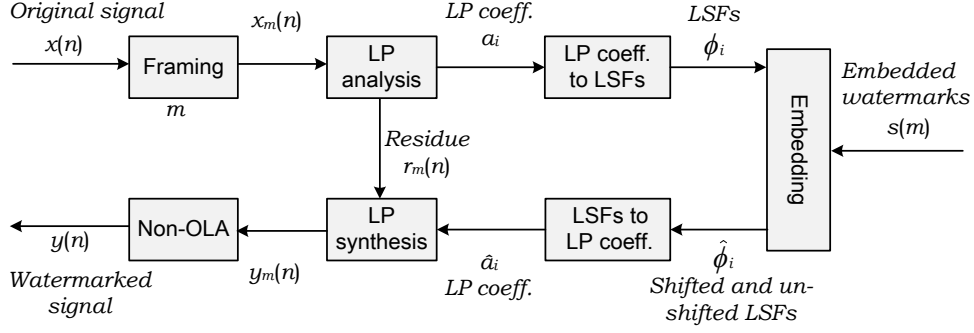 Original signal
x(n)
Framing
m
xm(n)
LP
analysis
LP coeff.
ai
LP coeff.
to LSFs
LSFs
ϕi
Embedding
Embedded
watermarks
s(m)
Residue
rm(n)
Non-OLA
LP
synthesis
LSFs to
LP coeff.
y(n)
Watermarked
signal
ym(n)
âi
LP coeff.
ϕ̂i
Shifted and un-
shifted LSFs